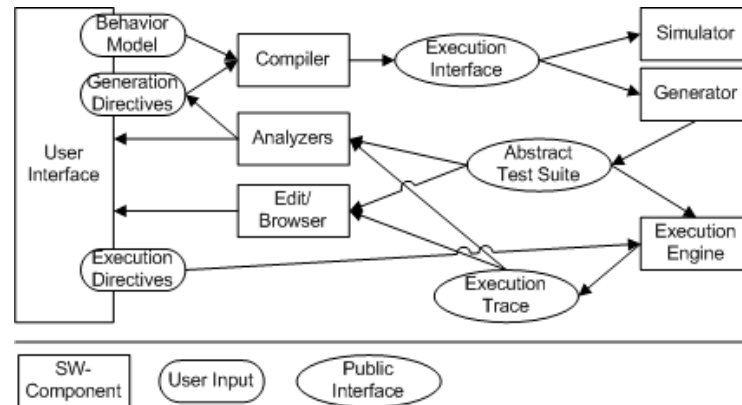 Behavior
Model
Compiler
Execution
Interface
Simulator
Generation
Directives
Generator
User
Interface
Analyzers
Abstract
Test Suite
Edit/
Browser
Execution
Directives
Execution
Trace
Execution
Engine
SW-
Component
User Input
Public
Interface